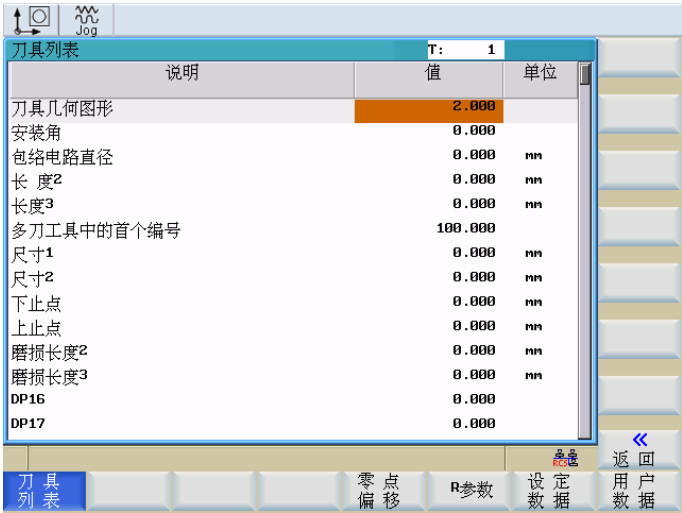 Jog
刀具列表 T: 1
说明 值 单位
刀具几何图形 2.000
安装角 0.000
包络电路直径 0.000 mm
长 度2 0.000 mm
长度3 0.000 mm
多刀工具中的首个编号 100.000
尺寸1 0.000 mm
尺寸2 0.000 mm
下止点 0.000 mm
上止点 0.000 mm
磨损长度2 0.000 mm
磨损长度3 0.000 mm
DP16 0.000
DP17 0.000
RCS
« 返 回
刀 具 列 表
零 点 偏 移
R参数
设 定 数 据
用 户 数 据